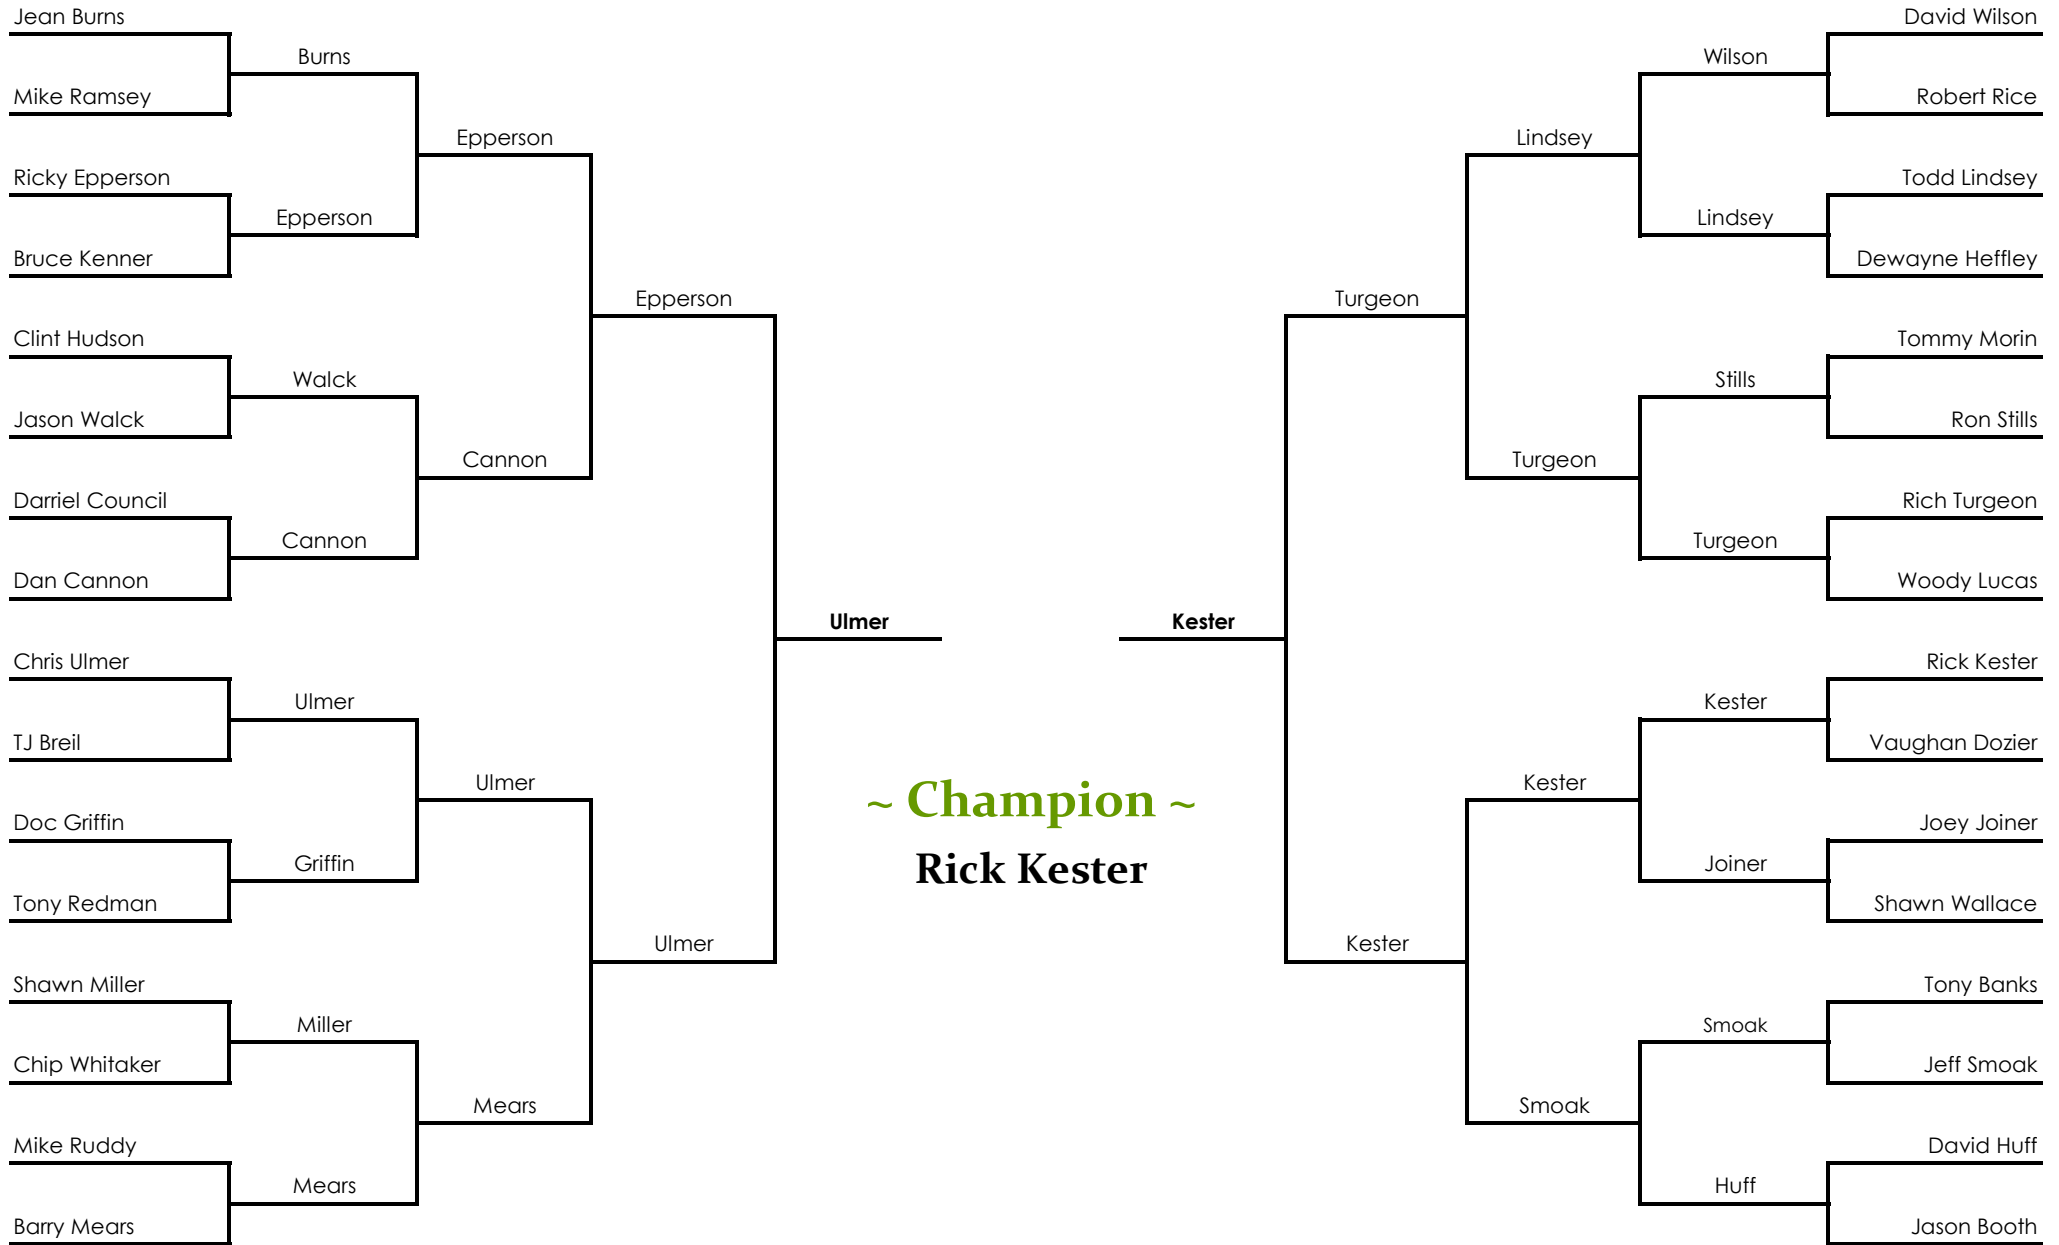 Jean Burns
David Wilson
Burns
Wilson
Mike Ramsey
Robert Rice
Epperson
Lindsey
Ricky Epperson
Todd Lindsey
Epperson
Lindsey
Bruce Kenner
Dewayne Heffley
Epperson
Turgeon
Clint Hudson
Tommy Morin
Walck
Stills
Jason Walck
Ron Stills
Cannon
Turgeon
Darriel Council
Rich Turgeon
Cannon
Turgeon
Dan Cannon
Woody Lucas
Ulmer
Kester
Chris Ulmer
Rick Kester
Ulmer
Kester
TJ Breil
Vaughan Dozier
Ulmer
Kester
~ Champion ~
Doc Griffin
Joey Joiner
Griffin
Rick Kester
Joiner
Tony Redman
Shawn Wallace
Ulmer
Kester
Shawn Miller
Tony Banks
Miller
Smoak
Chip Whitaker
Jeff Smoak
Mears
Smoak
Mike Ruddy
David Huff
Mears
Huff
Barry Mears
Jason Booth